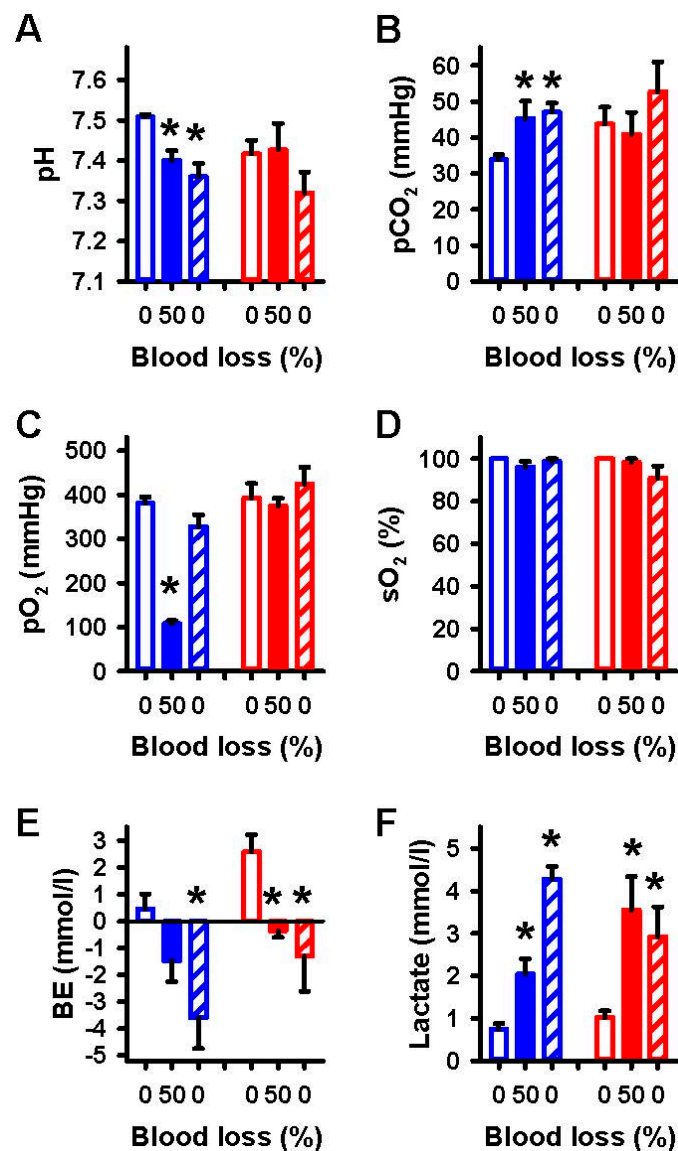 A
pH
7.6
7.5
7.4
7.3
7.2
7.1
* *
0 50 0 0 50 0
Blood loss (%)
B
pCO₂ (mmHg)
60
50
40
30
20
10
0
* *
0 50 0 0 50 0
Blood loss (%)
C
pO₂ (mmHg)
500
400
300
200
100
0
*
0 50 0 0 50 0
Blood loss (%)
D
sO₂ (%)
100
80
60
40
20
0
0 50 0 0 50 0
Blood loss (%)
E
BE (mmol/l)
3
2
1
0
-1
-2
-3
-4
-5
* * *
0 50 0 0 50 0
Blood loss (%)
F
Lactate (mmol/l)
5
4
3
2
1
0
* * * *
0 50 0 0 50 0
Blood loss (%)